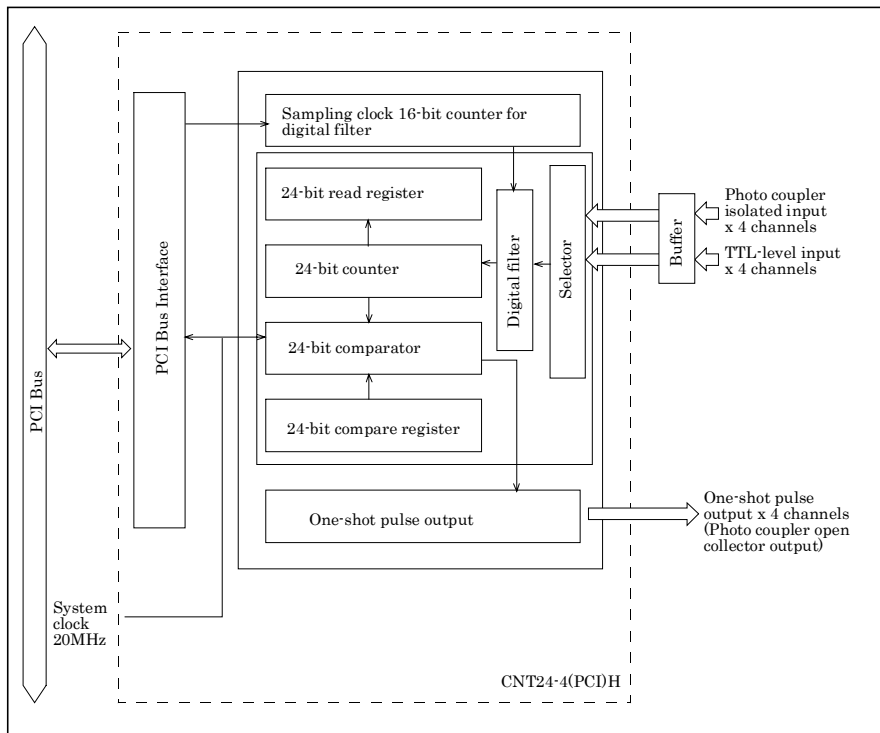 PCI Bus
PCI Bus Interface
Sampling clock 16-bit counter for
digital filter
24-bit read register
24-bit counter
24-bit comparator
24-bit compare register
Digital filter
Selector
Buffer
Photo coupler
isolated input
x 4 channels
TTL-level input
x 4 channels
One-shot pulse output
One-shot pulse
output x 4 channels
(Photo coupler open
collector output)
System
clock
20MHz
CNT24-4(PCI)H